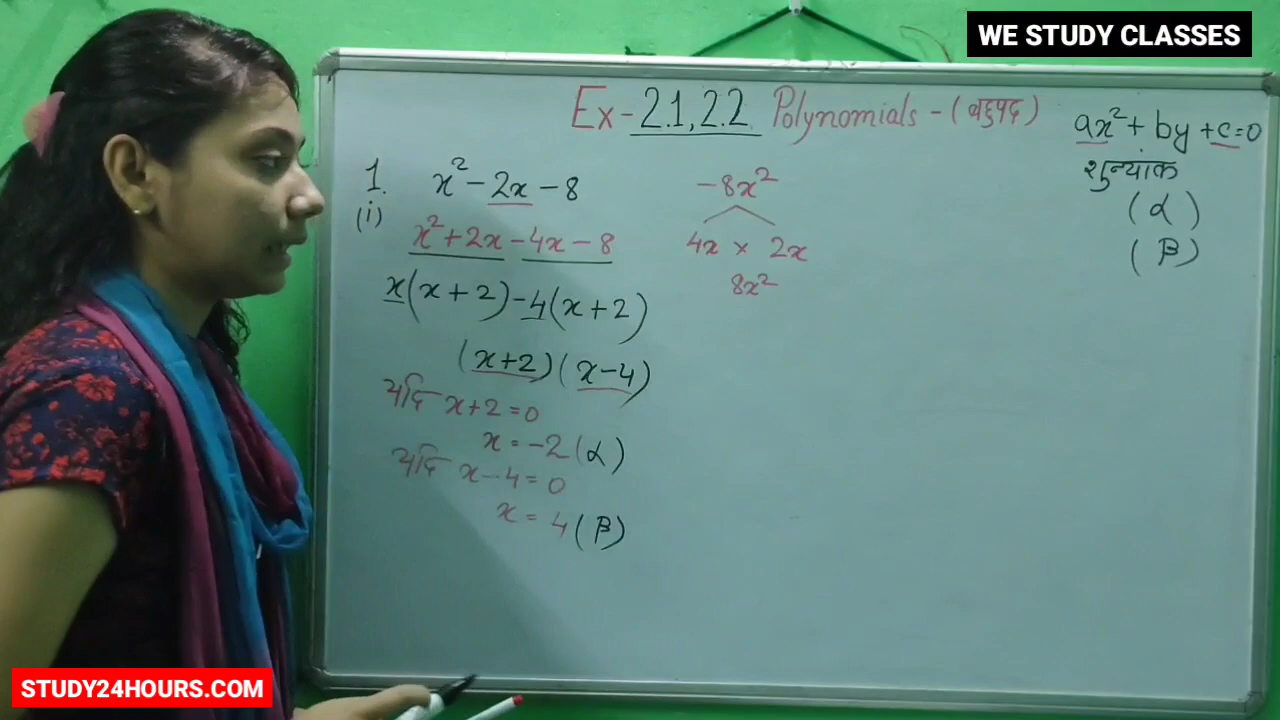 WE STUDY CLASSES
Ex-2.1,2.2 Polynomials - (बहुपद)
ax²+ by +c=0
शुन्यांक
(α)
(β)
1. x² - 2x - 8
(i)
x² + 2x - 4x - 8
x(x + 2) - 4(x + 2)
(x+2)(x-4)
यदि x+2=0
x = -2 (α)
यदि x-4=0
x = 4 (β)
-8x²
4x × 2x
8x²
STUDY24HOURS.COM